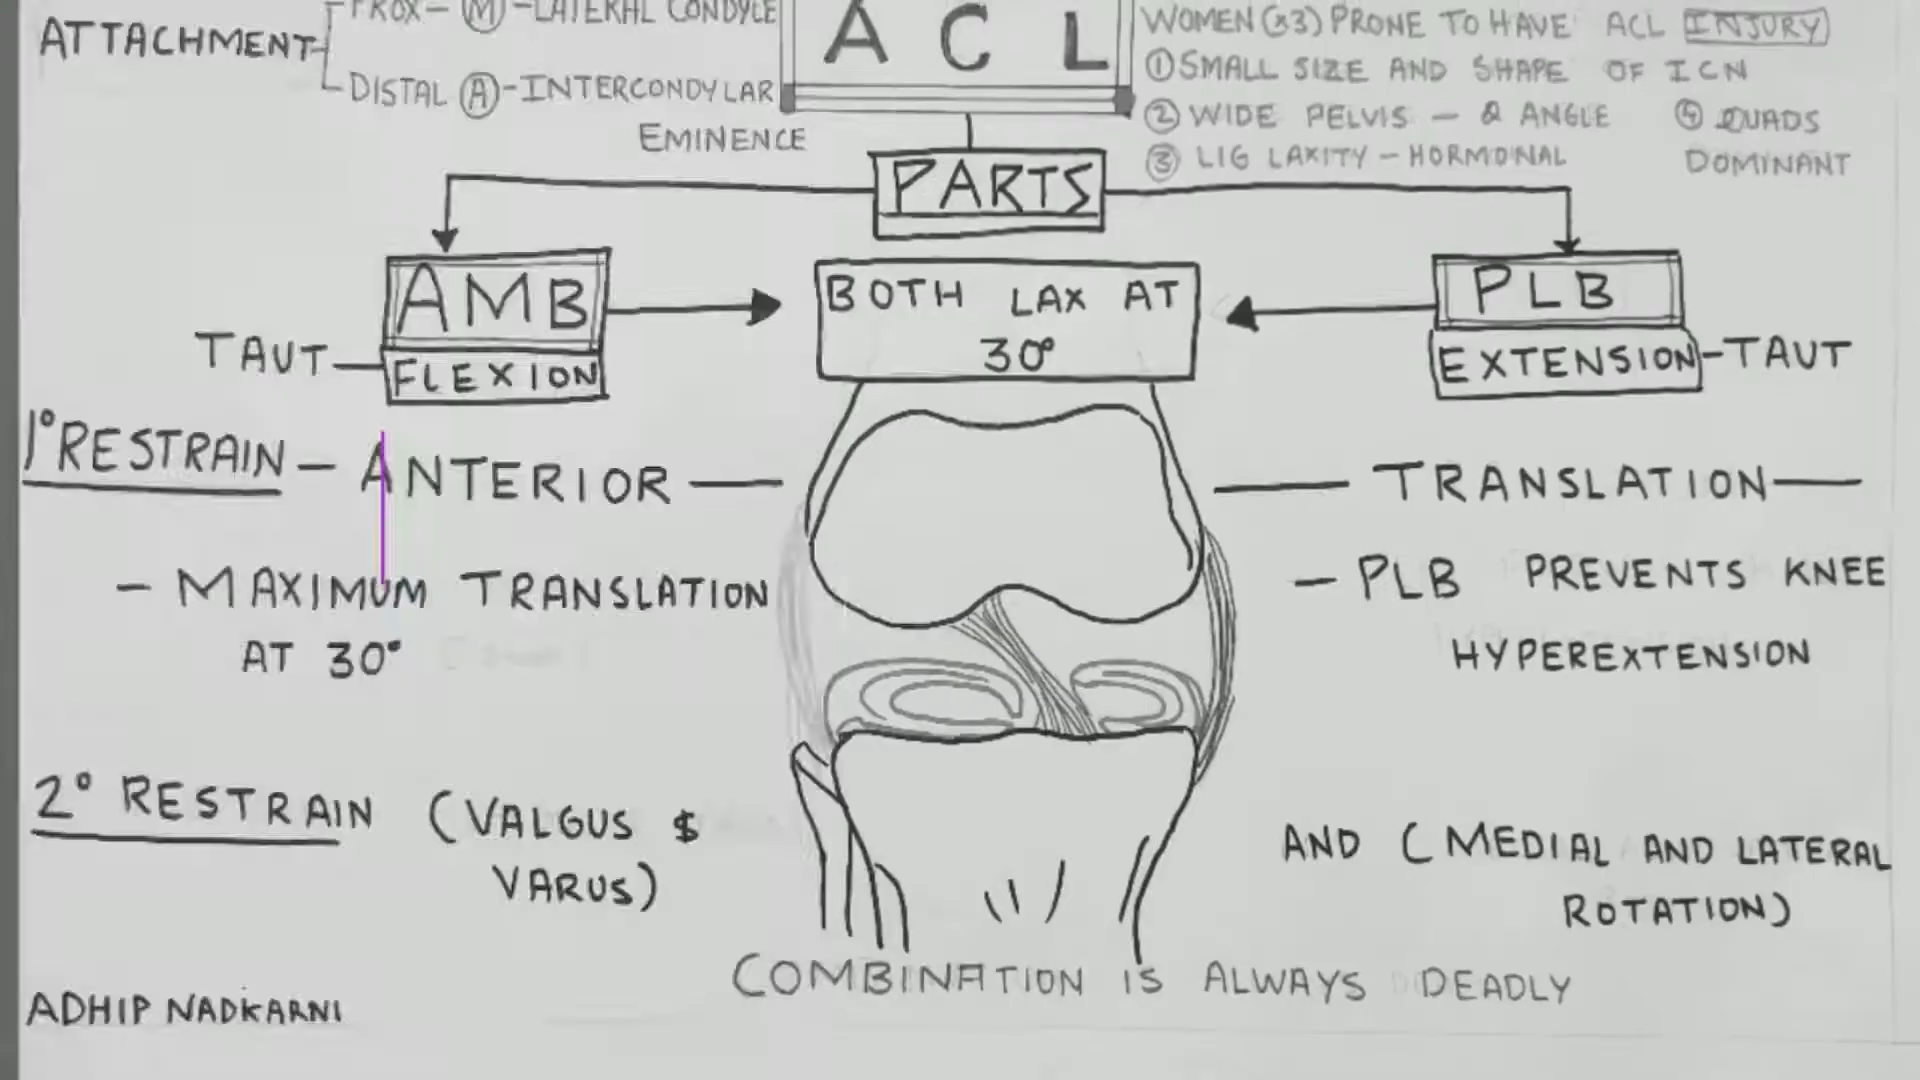 ATTACHMENT
PROX - (M) - LATERAL CONDYLE
DISTAL (A) - INTERCONDYLAR
EMINENCE
A C L
WOMEN (x3) PRONE TO HAVE ACL INJURY
① SMALL SIZE AND SHAPE OF ICN
② WIDE PELVIS - Q ANGLE
③ LIG LAXITY - HORMONAL
④ QUADS
DOMINANT
PARTS
AMB
TAUT - FLEXION
BOTH LAX AT
30°
PLB
EXTENSION - TAUT
1° RESTRAIN - ANTERIOR — — TRANSLATION —
- MAXIMUM TRANSLATION
AT 30°
- PLB PREVENTS KNEE
HYPEREXTENSION
2° RESTRAIN (VALGUS $
VARUS)
AND (MEDIAL AND LATERAL
ROTATION)
COMBINATION IS ALWAYS DEADLY
ADHIP NADKARNI